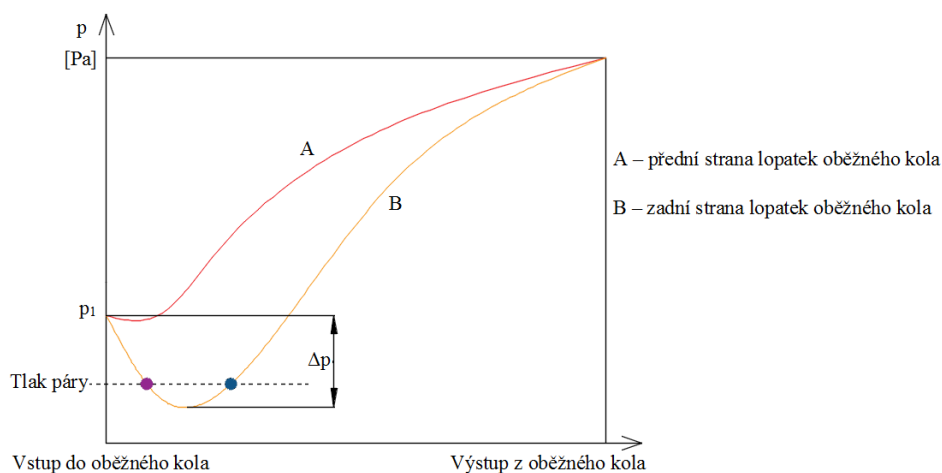 p
[Pa]
A
A – přední strana lopatek oběžného kola
B
B – zadní strana lopatek oběžného kola
p1
Δp
Tlak páry
Vstup do oběžného kola
Výstup z oběžného kola